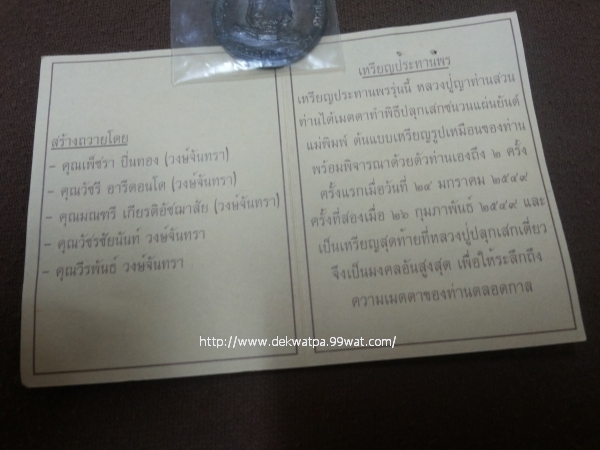 สร้างถวายโดย
- คุณเพ็ชรา ปิ่นทอง (วงษ์จันทรา)
- คุณวัชรี อารีตอนโต (วงษ์จันทรา)
- คุณมณฑรี เกียรติอัชฌาสัย (วงษ์จันทรา)
- คุณวัชรชัยนันท์ วงษ์จันทรา
- คุณวีรพันธ์ วงษ์จันทรา
เหรียญประทานพร
เหรียญประทานพรรุ่นนี้ หลวงปู่ญาท่านสวน
ท่านได้เมตตาทำพิธีปลุกเสกชนวนแผ่นยันต์
แม่พิมพ์ ต้นแบบเหรียญรูปเหมือนของท่าน
พร้อมพิจารณาด้วยตัวท่านเองถึง ๒ ครั้ง
ครั้งแรกเมื่อวันที่ ๒๔ มกราคม ๒๕๔๙
ครั้งที่สองเมื่อ ๒๖ กุมภาพันธ์ ๒๕๔๙ และ
เป็นเหรียญสุดท้ายที่หลวงปู่ปลุกเสกเดี่ยว
จึงเป็นมงคลอันสูงสุด เพื่อให้ระลึกถึง
ความเมตตาของท่านตลอดกาล
http://www.dekwatpa.99wat.com/